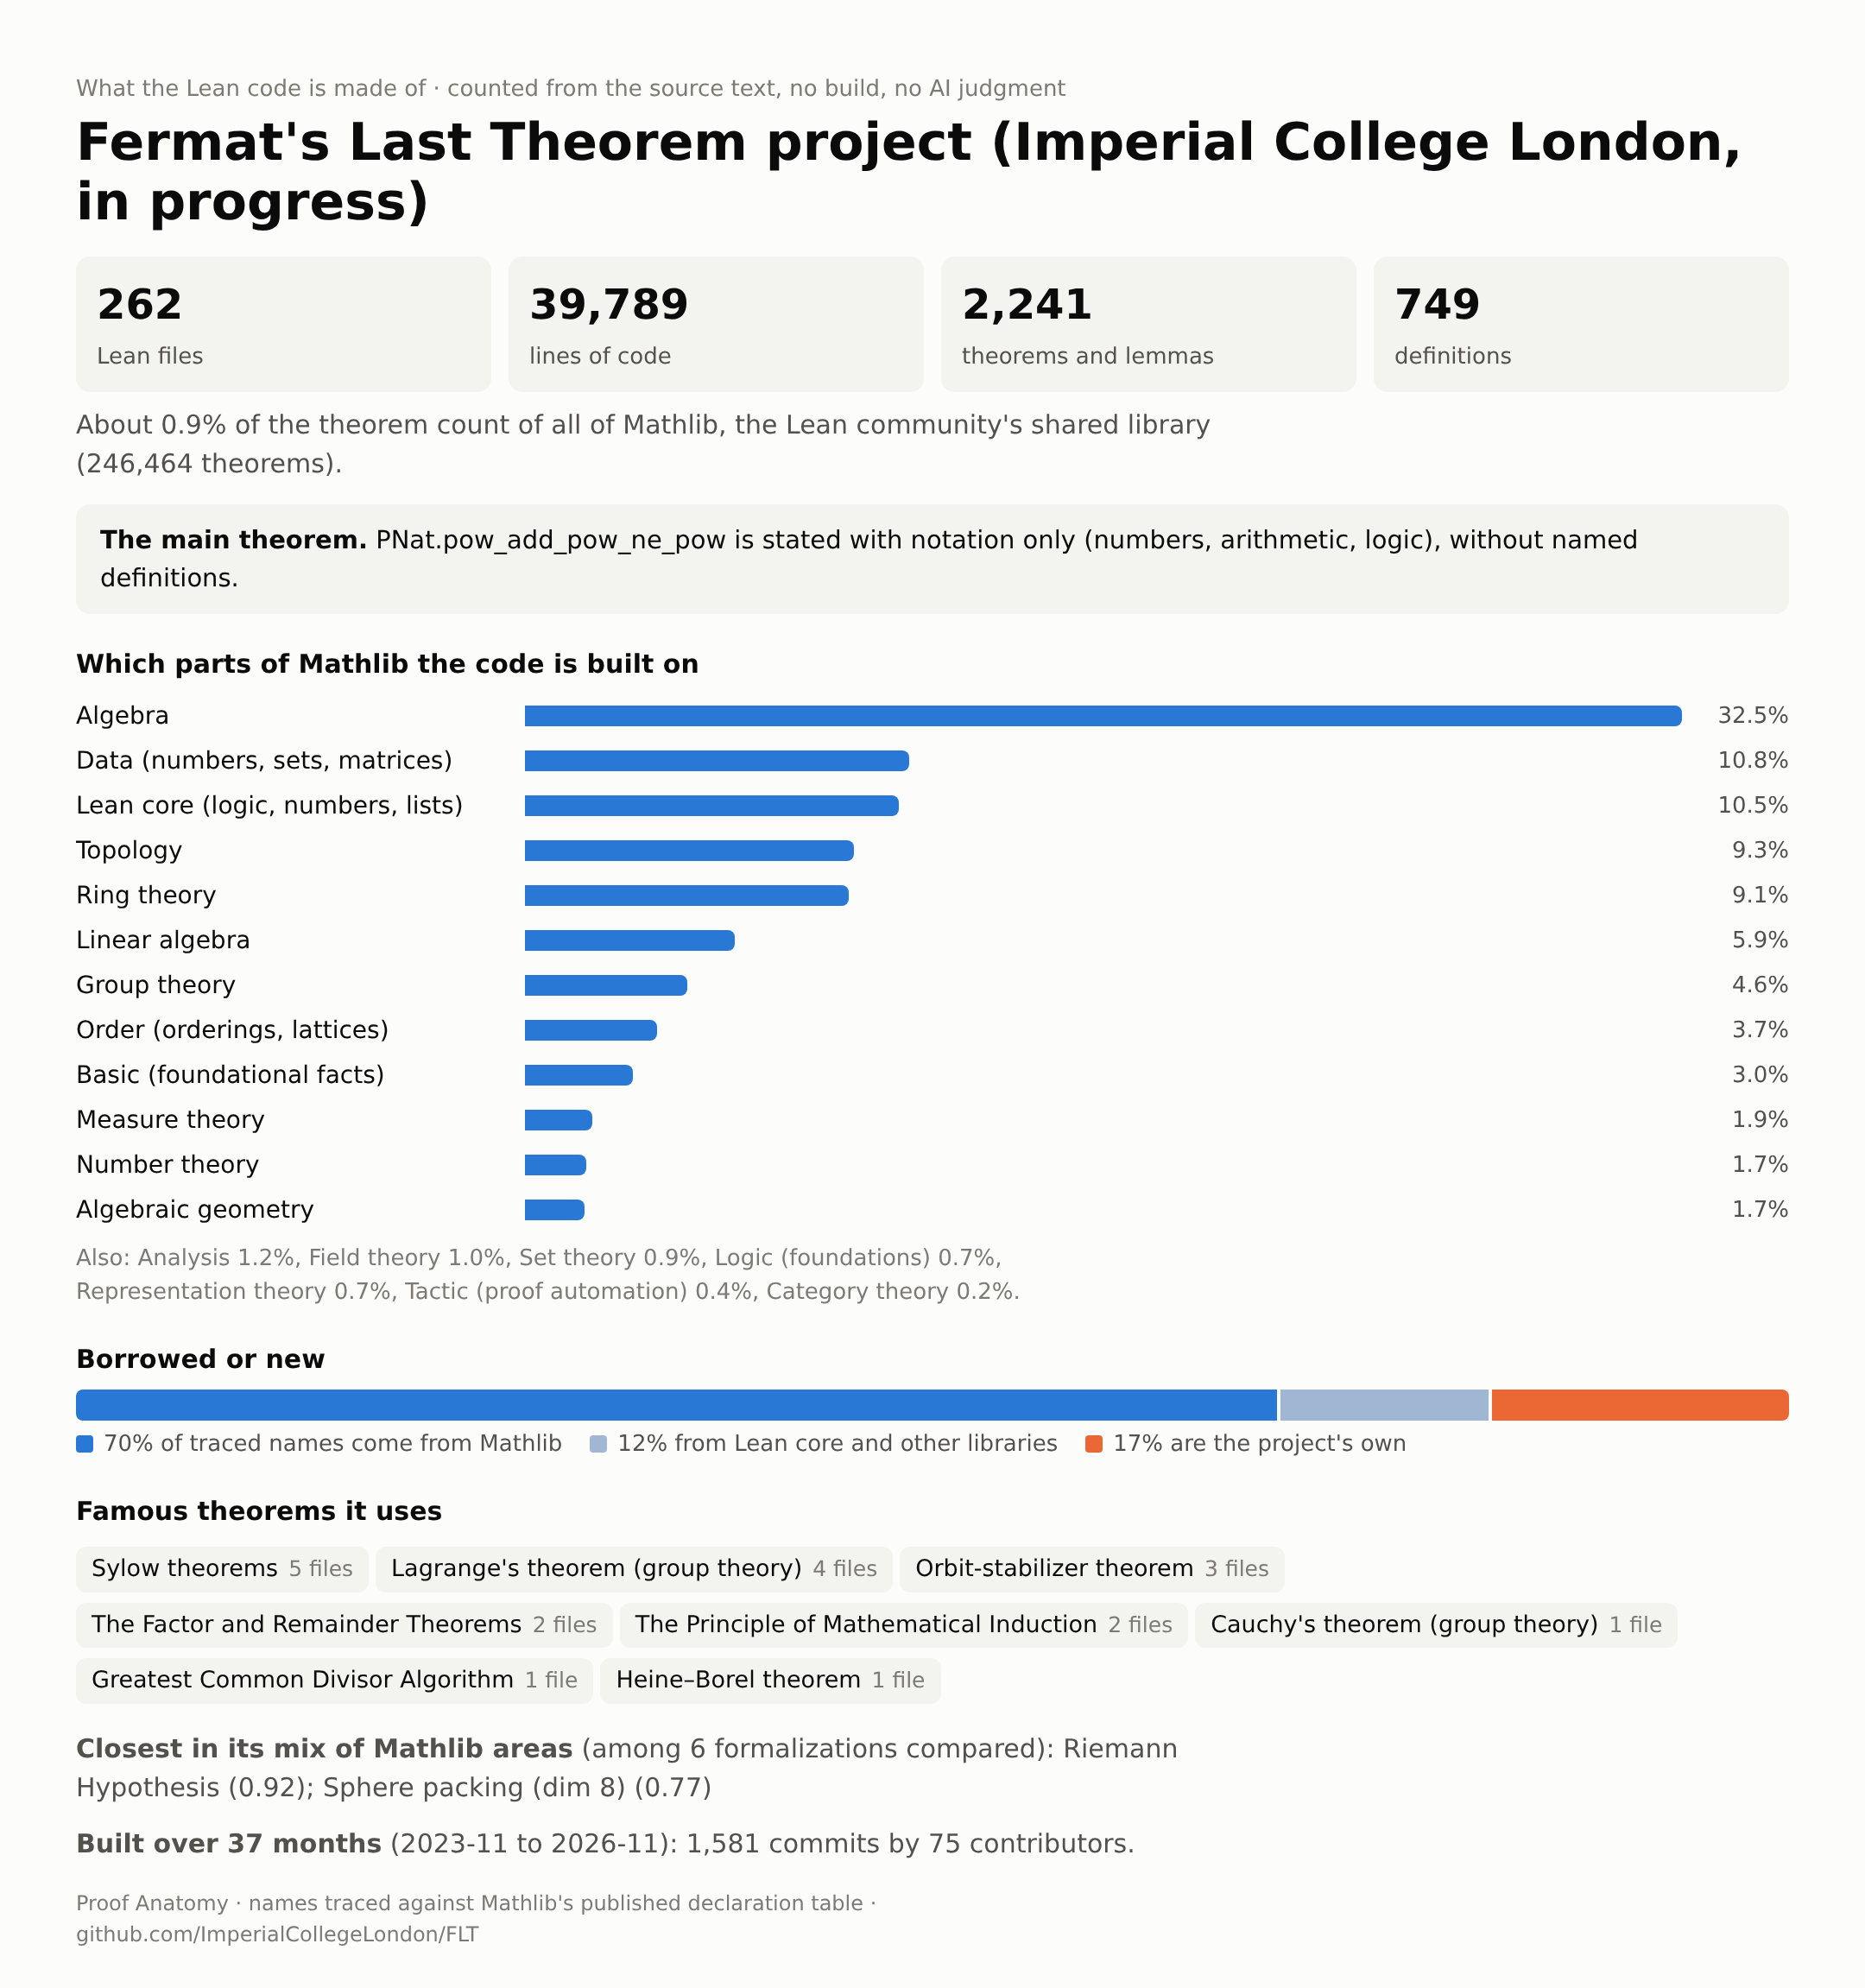 What the Lean code is made of · counted from the source text, no build, no AI judgment
Fermat's Last Theorem project (Imperial College London,
in progress)
262
Lean files
39,789
lines of code
2,241
theorems and lemmas
749
definitions
About 0.9% of the theorem count of all of Mathlib, the Lean community's shared library
(246,464 theorems).
The main theorem. PNat.pow_add_pow_ne_pow is stated with notation only (numbers, arithmetic, logic), without named
definitions.
Which parts of Mathlib the code is built on
Algebra 32.5%
Data (numbers, sets, matrices) 10.8%
Lean core (logic, numbers, lists) 10.5%
Topology 9.3%
Ring theory 9.1%
Linear algebra 5.9%
Group theory 4.6%
Order (orderings, lattices) 3.7%
Basic (foundational facts) 3.0%
Measure theory 1.9%
Number theory 1.7%
Algebraic geometry 1.7%
Also: Analysis 1.2%, Field theory 1.0%, Set theory 0.9%, Logic (foundations) 0.7%,
Representation theory 0.7%, Tactic (proof automation) 0.4%, Category theory 0.2%.
Borrowed or new
70% of traced names come from Mathlib 12% from Lean core and other libraries 17% are the project's own
Famous theorems it uses
Sylow theorems 5 files Lagrange's theorem (group theory) 4 files Orbit-stabilizer theorem 3 files
The Factor and Remainder Theorems 2 files The Principle of Mathematical Induction 2 files Cauchy's theorem (group theory) 1 file
Greatest Common Divisor Algorithm 1 file Heine–Borel theorem 1 file
Closest in its mix of Mathlib areas (among 6 formalizations compared): Riemann
Hypothesis (0.92); Sphere packing (dim 8) (0.77)
Built over 37 months (2023-11 to 2026-11): 1,581 commits by 75 contributors.
Proof Anatomy · names traced against Mathlib's published declaration table ·
github.com/ImperialCollegeLondon/FLT